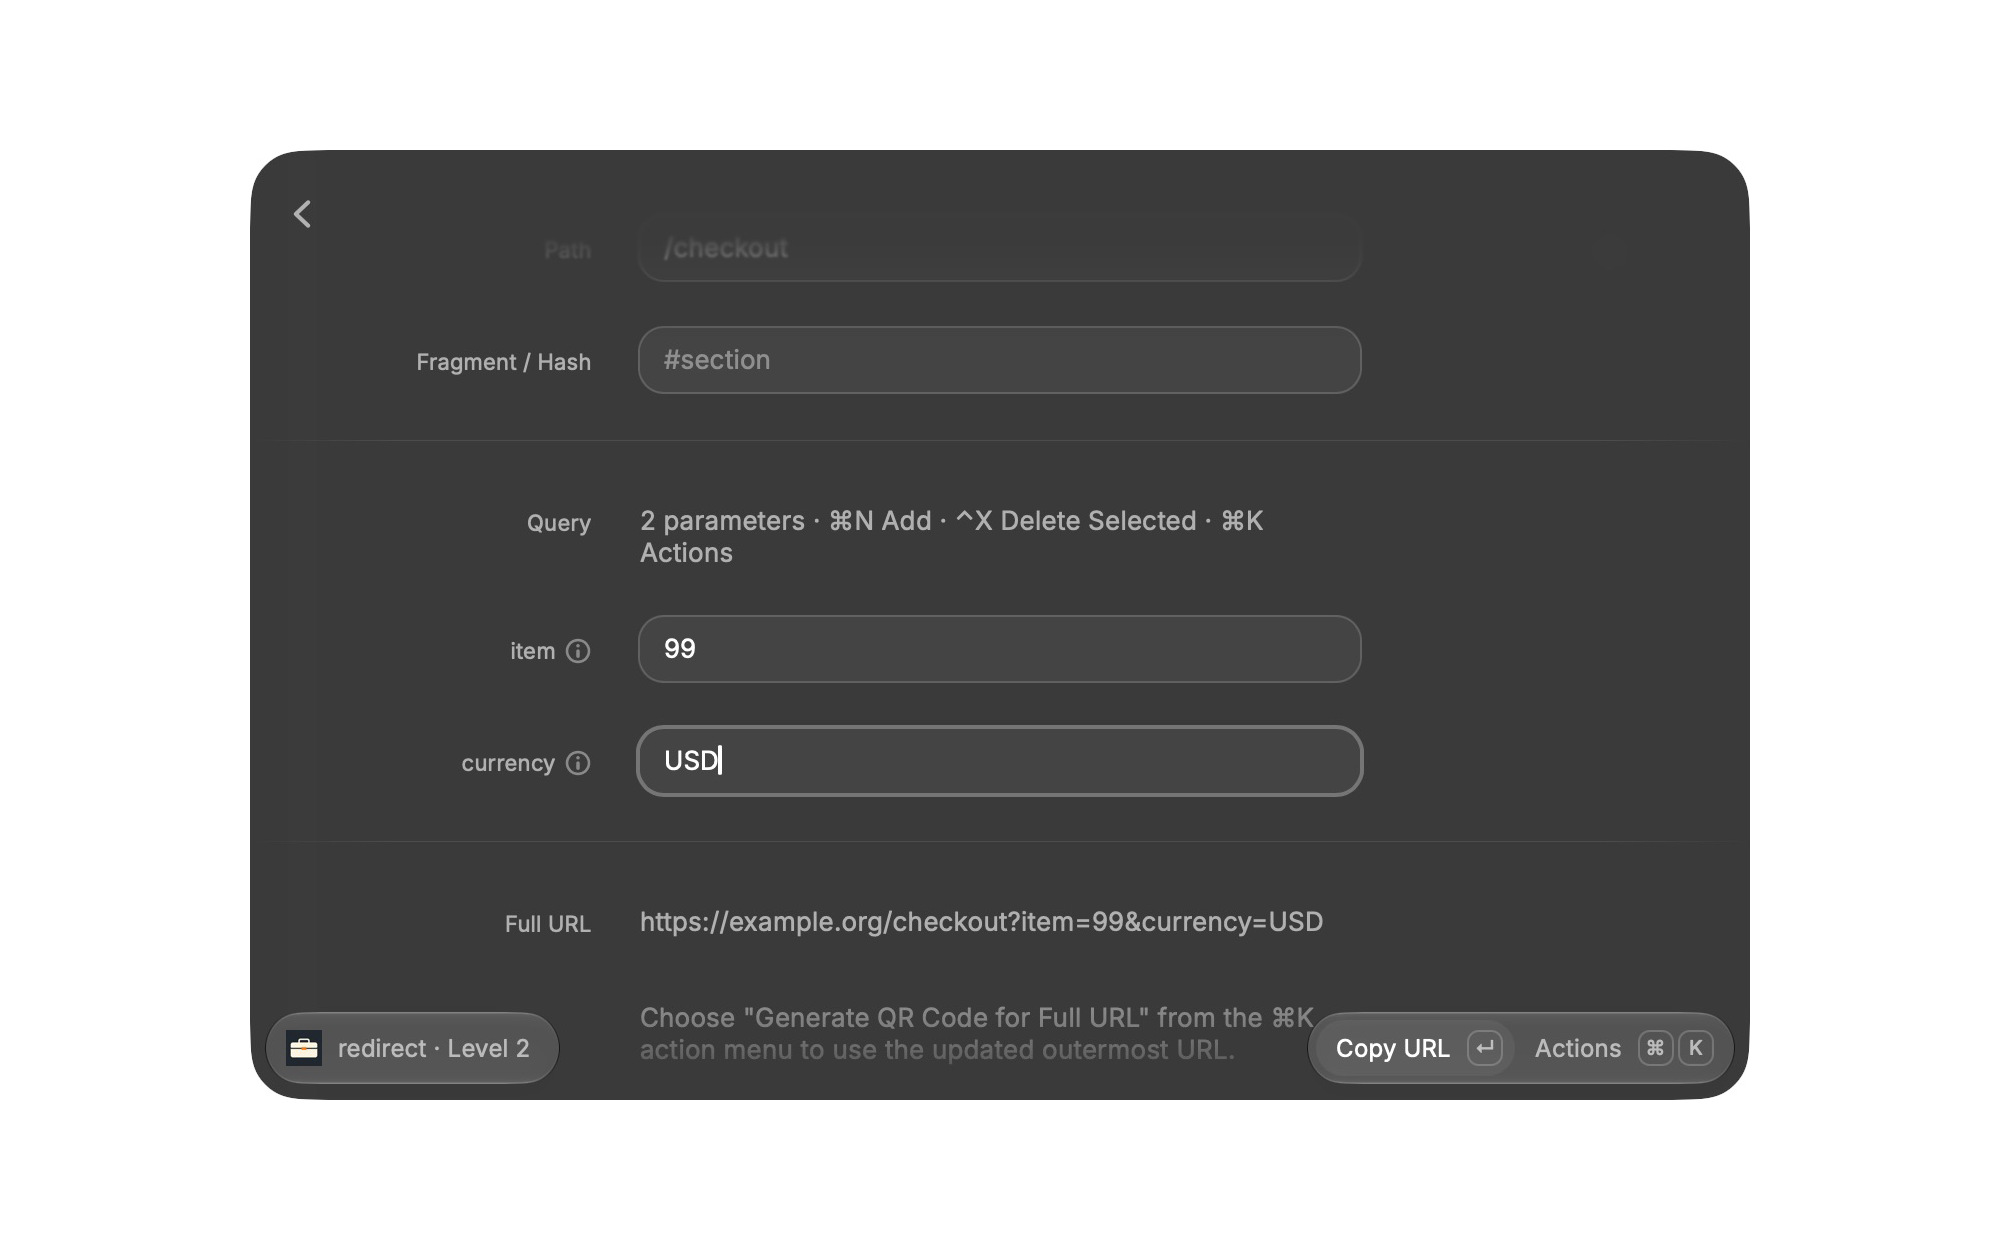 Path
/checkout
Fragment / Hash
#section
Query
2 parameters · ⌘N Add · ^X Delete Selected · ⌘K
Actions
item
99
currency
USD
Full URL
https://example.org/checkout?item=99&currency=USD
Choose "Generate QR Code for Full URL" from the ⌘K
action menu to use the updated outermost URL.
redirect · Level 2
Copy URL ↵ Actions ⌘ K